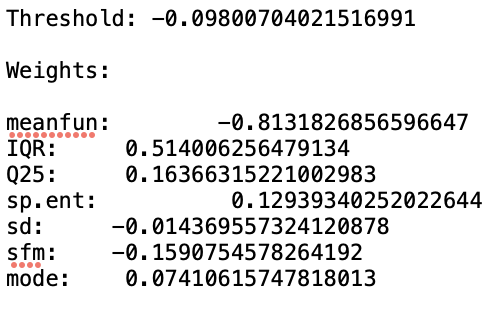 Threshold: -0.09800704021516991
Weights:
meanfun: -0.8131826856596647
IQR: 0.514006256479134
Q25: 0.16366315221002983
sp.ent: 0.12939340252022644
sd: -0.014369557324120878
sfm: -0.1590754578264192
mode: 0.07410615747818013